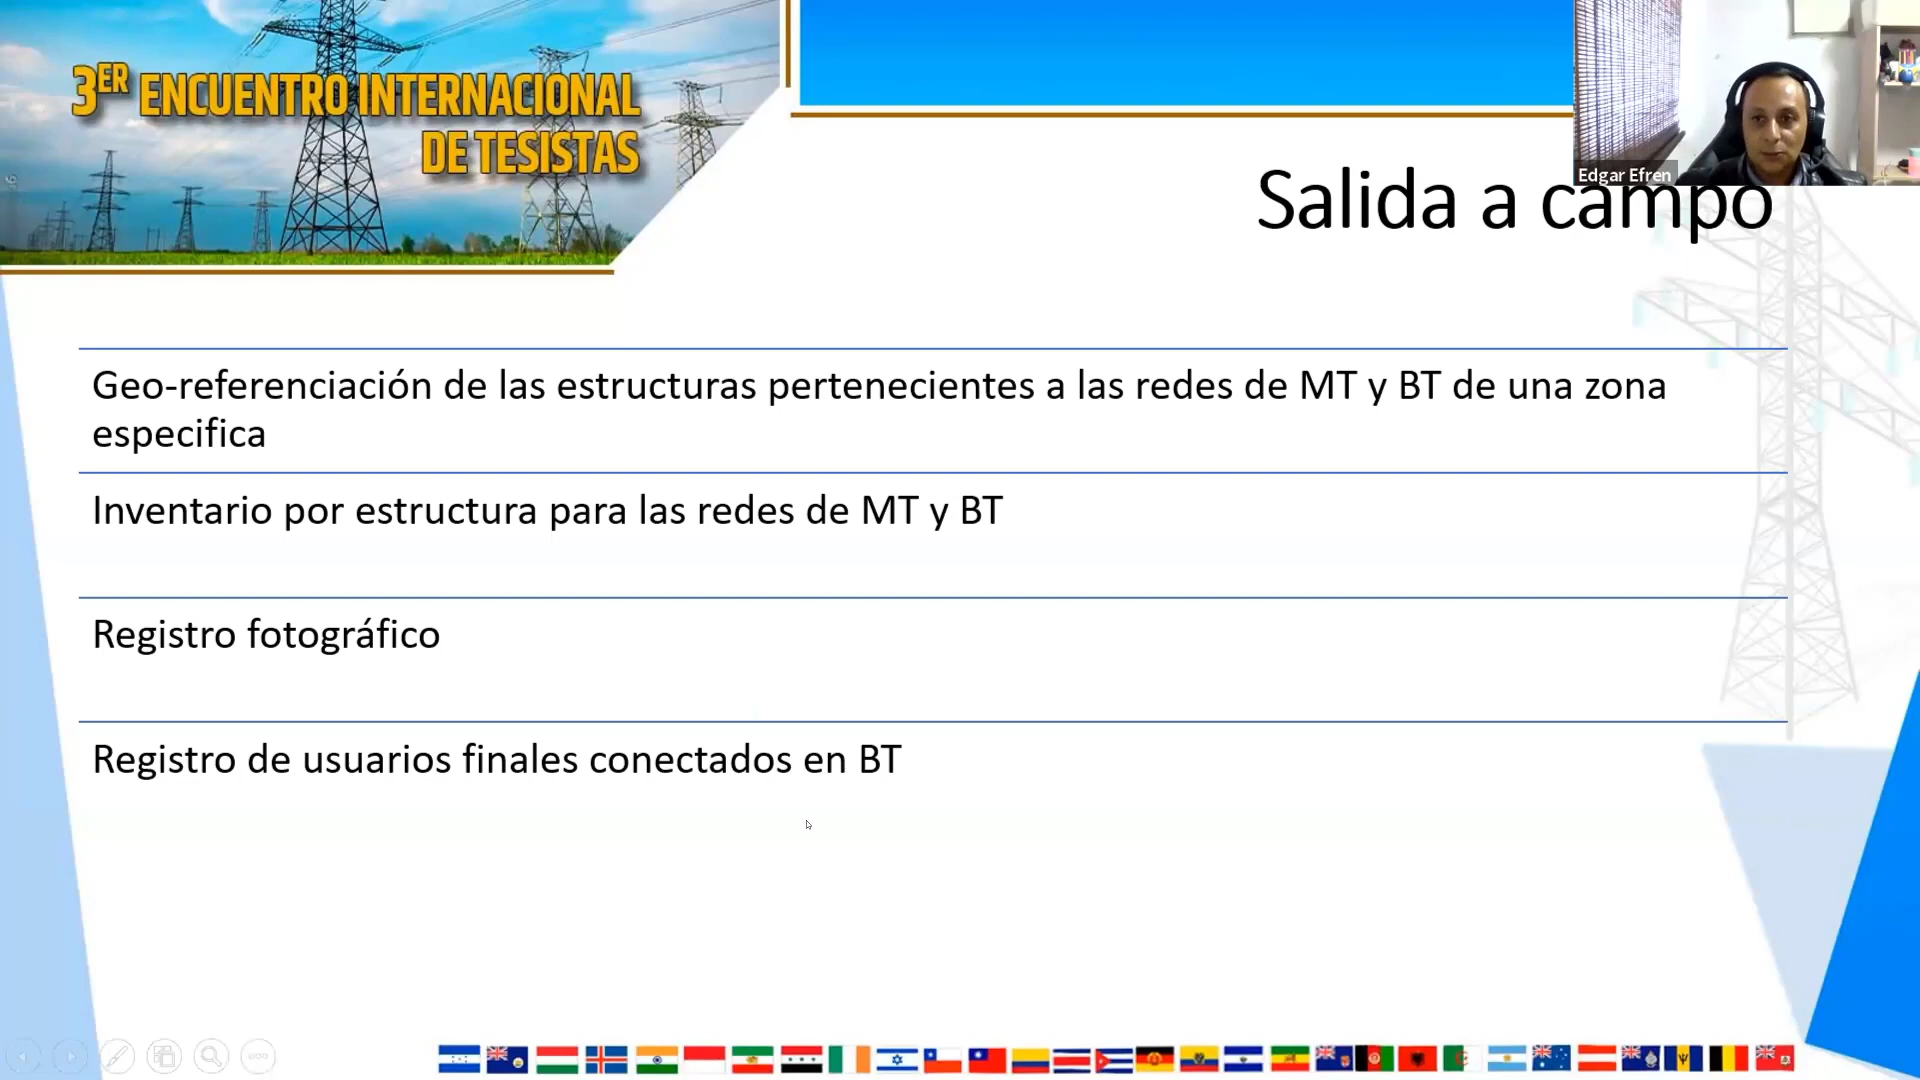 3ER ENCUENTRO INTERNACIONAL
DE TESISTAS
Edgar Efren
Salida a campo
Geo-referenciación de las estructuras pertenecientes a las redes de MT y BT de una zona
especifica
Inventario por estructura para las redes de MT y BT
Registro fotográfico
Registro de usuarios finales conectados en BT